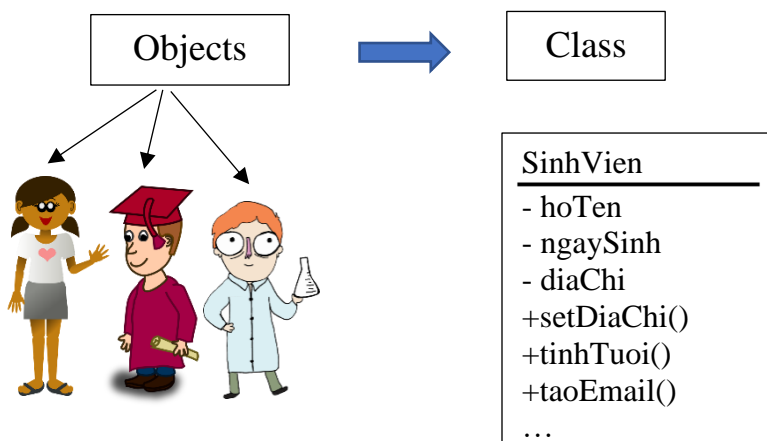 Objects
Class
SinhVien
- hoTen
- ngaySinh
- diaChi
+setDiaChi()
+tinhTuoi()
+taoEmail()
…